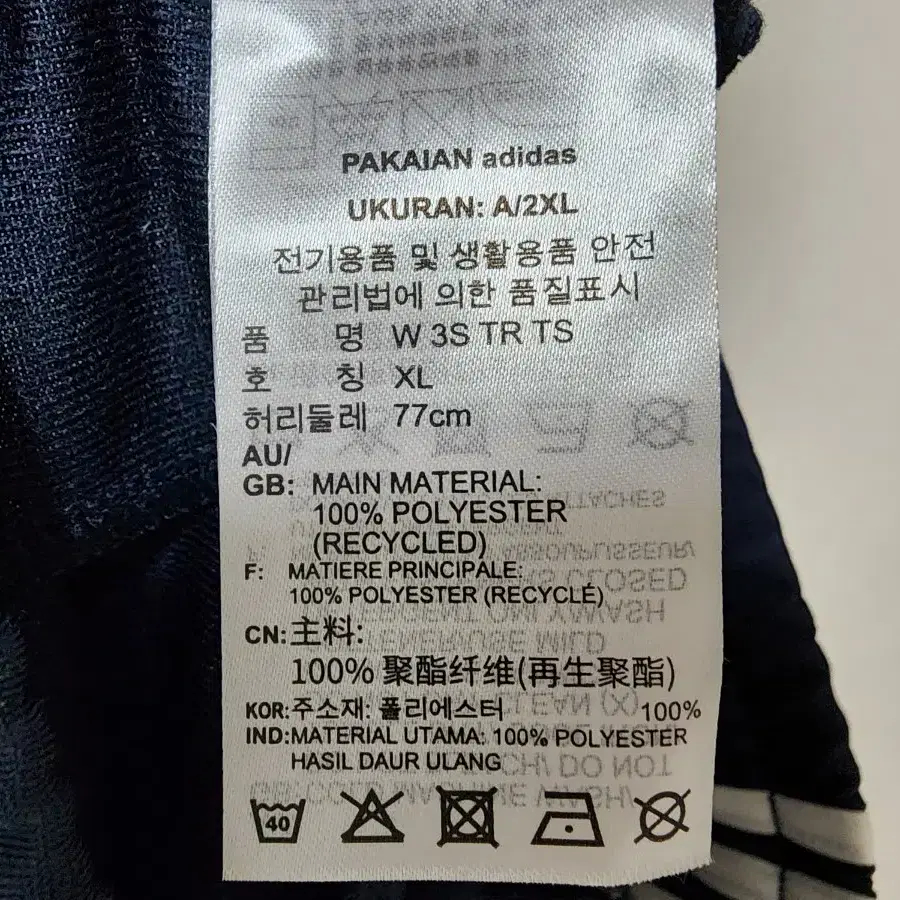 PAKAIAN adidas
UKURAN: A/2XL
전기용품 및 생활용품 안전
관리법에 의한 품질표시
품 명 W 3S TR TS
호 칭 XL
허리둘레 77cm
AU/
GB: MAIN MATERIAL:
100% POLYESTER
(RECYCLED)
F: MATIERE PRINCIPALE:
100% POLYESTER (RECYCLÉ)
CN: 主料:
100% 聚酯纤维(再生聚酯)
KOR: 주소재: 폴리에스터 100%
IND: MATERIAL UTAMA: 100% POLYESTER
HASIL DAUR ULANG
40